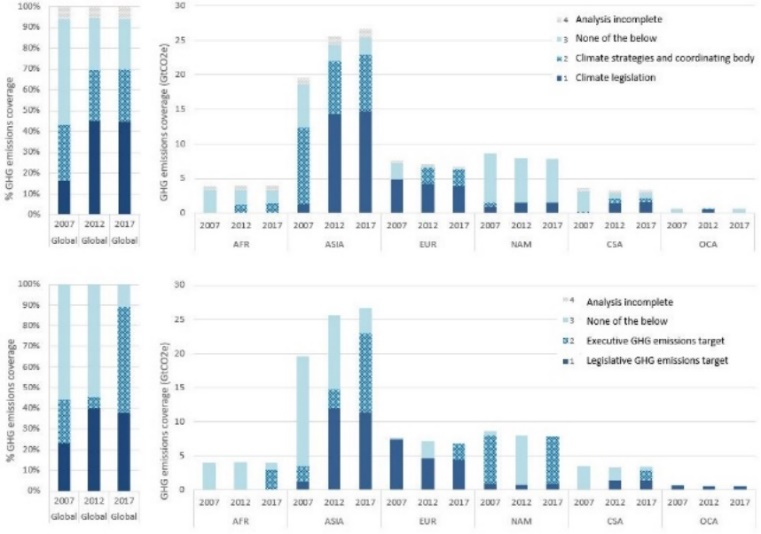 % GHG emissions coverage
100%
90%
80%
70%
60%
50%
40%
30%
20%
10%
0%
2007 2012 2017
Global Global Global
GHG emissions coverage (GtCO2e)
30
25
20
15
10
5
0
4 Analysis incomplete
3 None of the below
2 Climate strategies and coordinating body
1 Climate legislation
2007 2012 2017 2007 2012 2017 2007 2012 2017 2007 2012 2017 2007 2012 2017 2007 2012 2017
AFR ASIA EUR NAM CSA OCA
% GHG emissions coverage
100%
90%
80%
70%
60%
50%
40%
30%
20%
10%
0%
2007 2012 2017
Global Global Global
GHG emissions coverage (GtCO2e)
30
25
20
15
10
5
0
4 Analysis incomplete
3 None of the below
2 Executive GHG emissions target
1 Legislative GHG emissions target
2007 2012 2017 2007 2012 2017 2007 2012 2017 2007 2012 2017 2007 2012 2017 2007 2012 2017
AFR ASIA EUR NAM CSA OCA